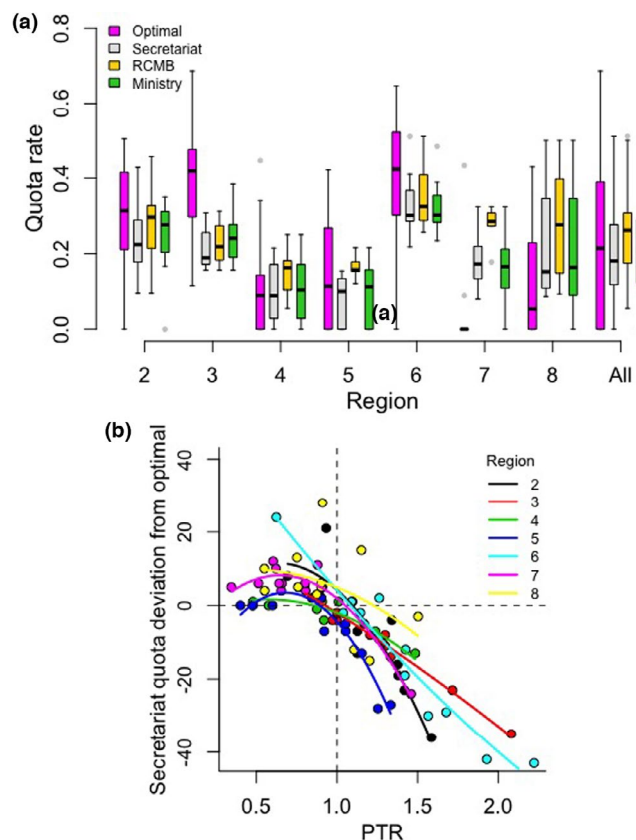 (a)
0.8
0.6
0.4
0.2
0.0
Quota rate
Optimal
Secretariat
RCMB
Ministry
(a)
2 3 4 5 6 7 8 All
Region
(b)
Secretariat quota deviation from optimal
40
20
0
-20
-40
Region
2
3
4
5
6
7
8
0.5 1.0 1.5 2.0
PTR